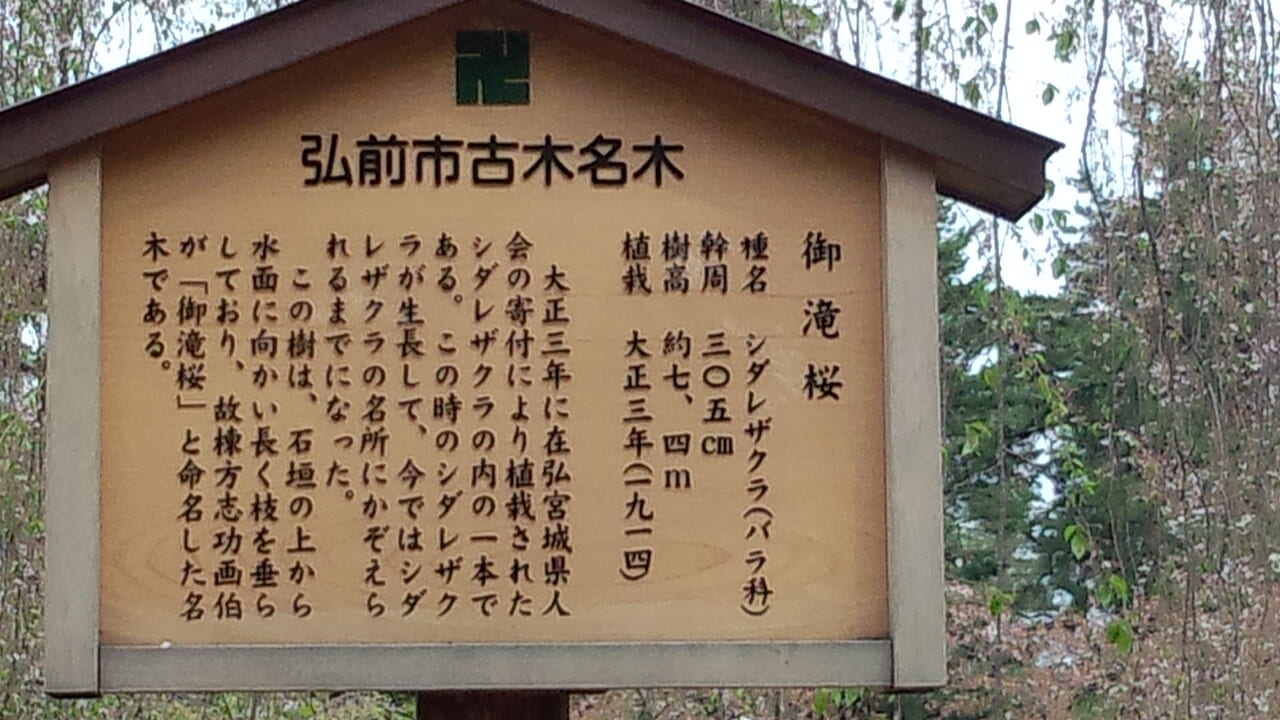 弘前市古木名木
御滝桜
種名 シダレザクラ(バラ科)
幹周 三〇五cm
樹高 約七、四m
植栽 大正三年(一九一四)
大正三年に在弘宮城県人
会の寄付により植栽された
シダレザクラの内の一本で
ある。この時のシダレザク
ラが生長して、今ではシダ
レザクラの名所にかぞえら
れるまでになった。
この樹は、石垣の上から
水面に向かい長く枝を垂ら
しており、故棟方志功画伯
が「御滝桜」と命名した名
木である。